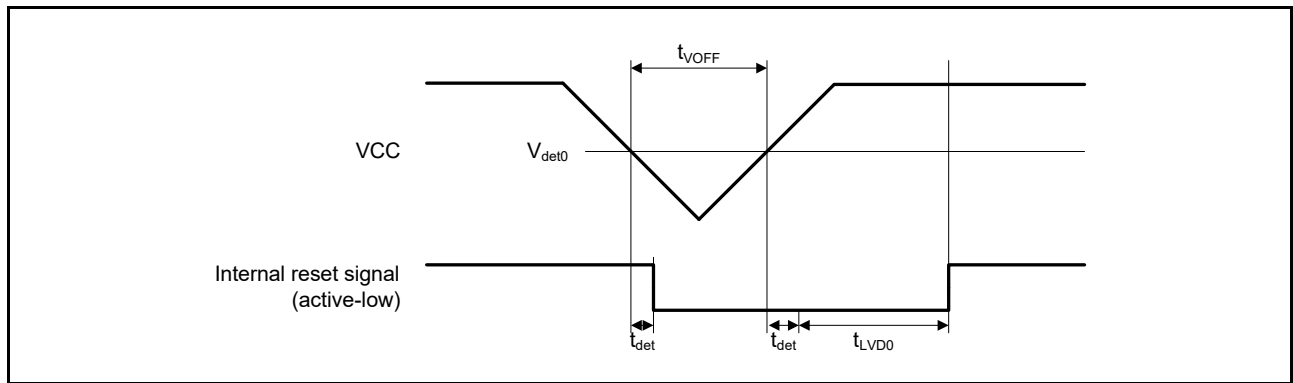 tVOFF
VCC
Vdet0
Internal reset signal
(active-low)
tdet
tdet
tLVD0